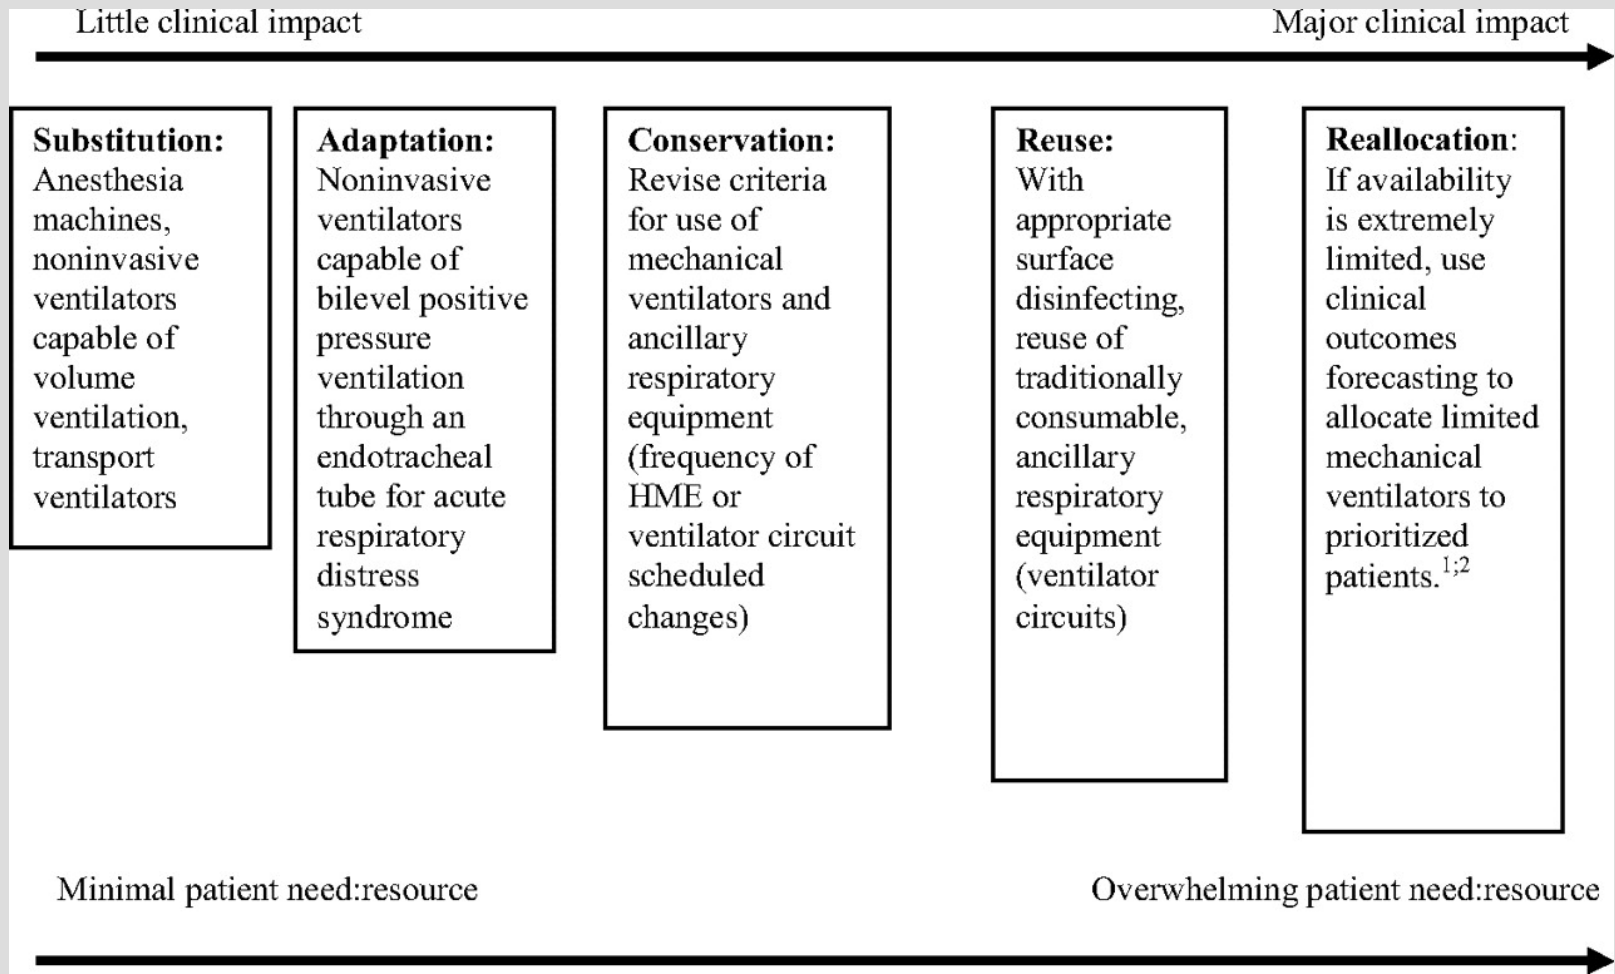 Little clinical impact
Major clinical impact
Substitution:
Anesthesia
machines,
noninvasive
ventilators
capable of
volume
ventilation,
transport
ventilators
Adaptation:
Noninvasive
ventilators
capable of
bilevel positive
pressure
ventilation
through an
endotracheal
tube for acute
respiratory
distress
syndrome
Conservation:
Revise criteria
for use of
mechanical
ventilators and
ancillary
respiratory
equipment
(frequency of
HME or
ventilator circuit
scheduled
changes)
Reuse:
With
appropriate
surface
disinfecting,
reuse of
traditionally
consumable,
ancillary
respiratory
equipment
(ventilator
circuits)
Reallocation:
If availability
is extremely
limited, use
clinical
outcomes
forecasting to
allocate limited
mechanical
ventilators to
prioritized
patients.1;2
Minimal patient need:resource
Overwhelming patient need:resource